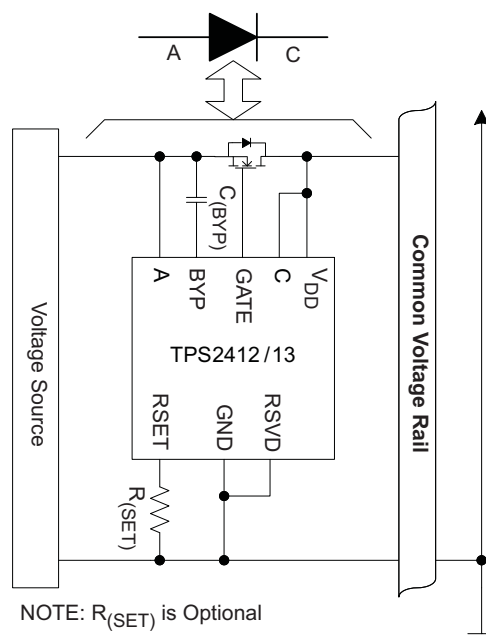 A C
C(BYP)
A
BYP
GATE
C
VDD
TPS2412/13
RSET
GND
RSVD
R(SET)
Voltage Source
Common Voltage Rail
NOTE: R(SET) is Optional